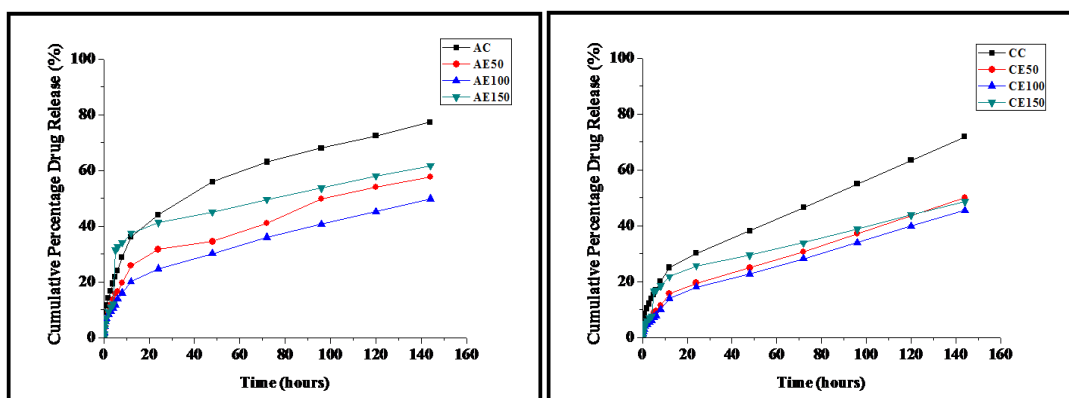 Cumulative Percentage Drug Release (%)
100
80
60
40
20
0
AC
AE50
AE100
AE150
0 20 40 60 80 100 120 140 160
Time (hours)
Cumulative Percentage Drug Release (%)
100
80
60
40
20
0
CC
CE50
CE100
CE150
0 20 40 60 80 100 120 140 160
Time (hours)